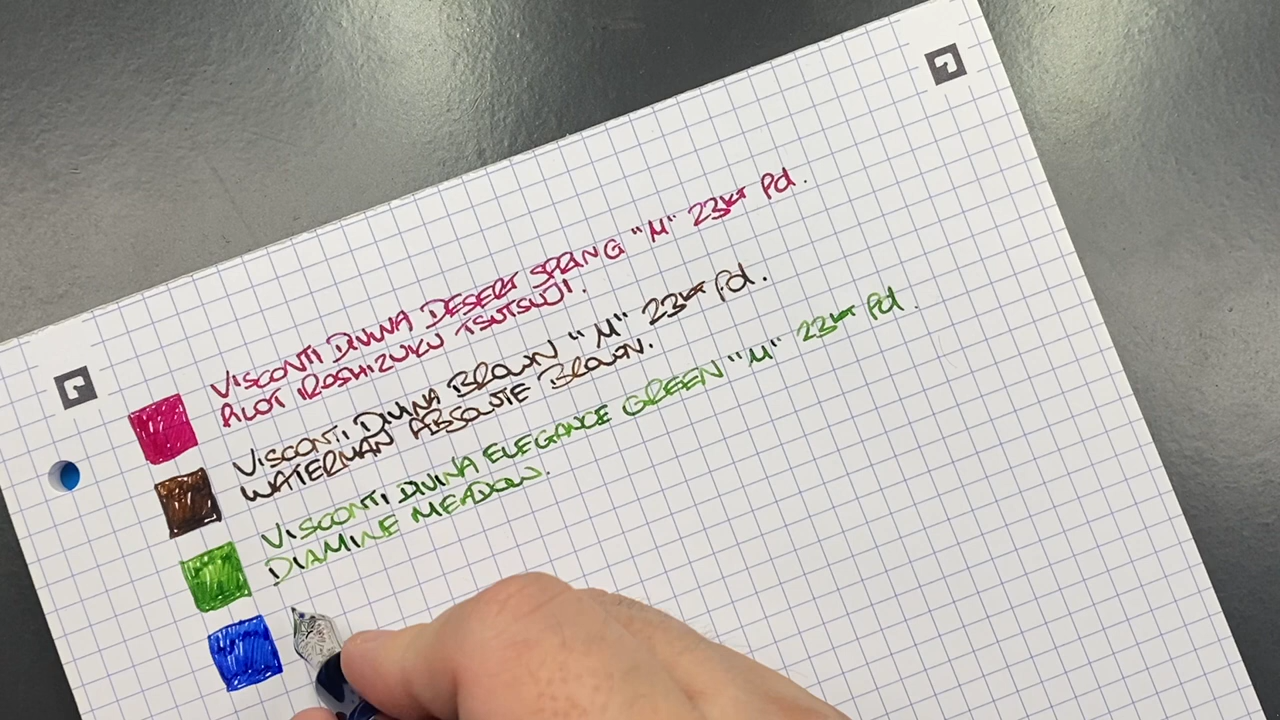 VISCONTI DIVINA DESERT SPRING "M" 23kt Pd.
PILOT IROSHIZUKU TSUTSUJI.
VISCONTI DIVINA BROWN "M" 23kt Pd.
WATERMAN ABSOLUTE BROWN.
VISCONTI DIVINA ELEGANCE GREEN "M" 23kt Pd.
DIAMINE MEADOW.